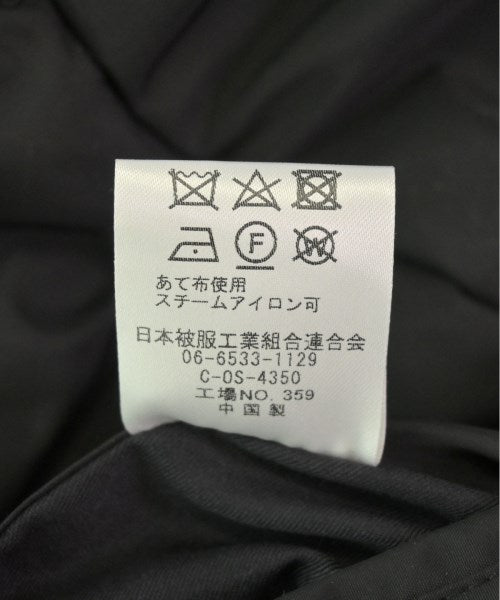 F W
あて布使用
スチームアイロン可
日本被服工業組合連合会
06-6533-1129
C-OS-4350
工場NO. 359
中国製